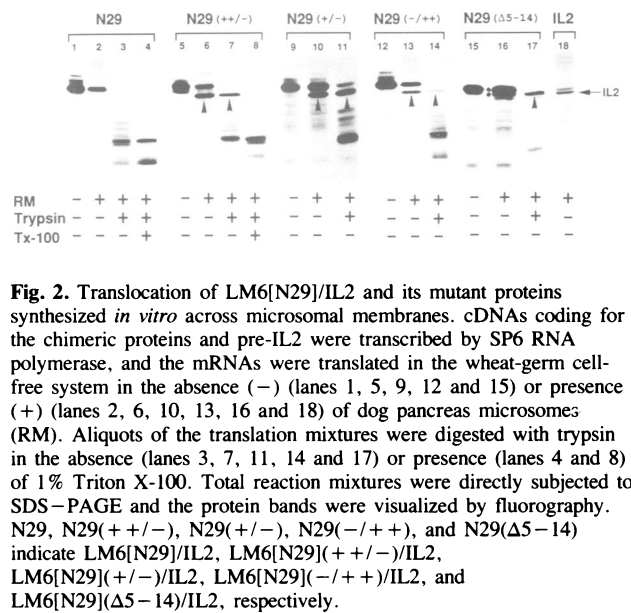 N29 N29 (++/−) N29 (+/−) N29 (−/++) N29 (Δ5−14) IL2
1 2 3 4 5 6 7 8 9 10 11 12 13 14 15 16 17 18
IL2
RM − + + + − + + + − + + − + + − + + +
Trypsin − − + + − − + + − − + − − + − − + −
Tx-100 − − − + − − − + − − − − − − − − − −
Fig. 2. Translocation of LM6[N29]/IL2 and its mutant proteins
synthesized in vitro across microsomal membranes. cDNAs coding for
the chimeric proteins and pre-IL2 were transcribed by SP6 RNA
polymerase, and the mRNAs were translated in the wheat-germ cell-
free system in the absence (−) (lanes 1, 5, 9, 12 and 15) or presence
(+) (lanes 2, 6, 10, 13, 16 and 18) of dog pancreas microsomes
(RM). Aliquots of the translation mixtures were digested with trypsin
in the absence (lanes 3, 7, 11, 14 and 17) or presence (lanes 4 and 8)
of 1% Triton X-100. Total reaction mixtures were directly subjected to
SDS−PAGE and the protein bands were visualized by fluorography.
N29, N29(++/−), N29(+/−), N29(−/++), and N29(Δ5−14)
indicate LM6[N29]/IL2, LM6[N29](++/−)/IL2,
LM6[N29](+/−)/IL2, LM6[N29](−/++)/IL2, and
LM6[N29](Δ5−14)/IL2, respectively.